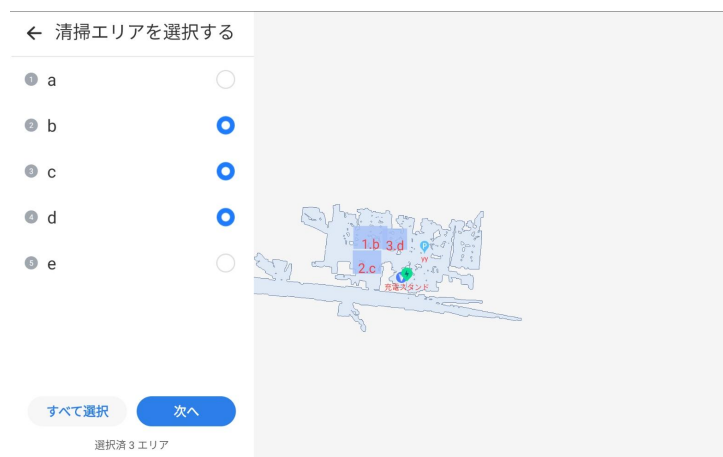 ← 清掃エリアを選択する
1 a
2 b
3 c
4 d
5 e
1.b 3.d
P
YY
2.c
充電スタンド
すべて選択 次へ
選択済 3 エリア